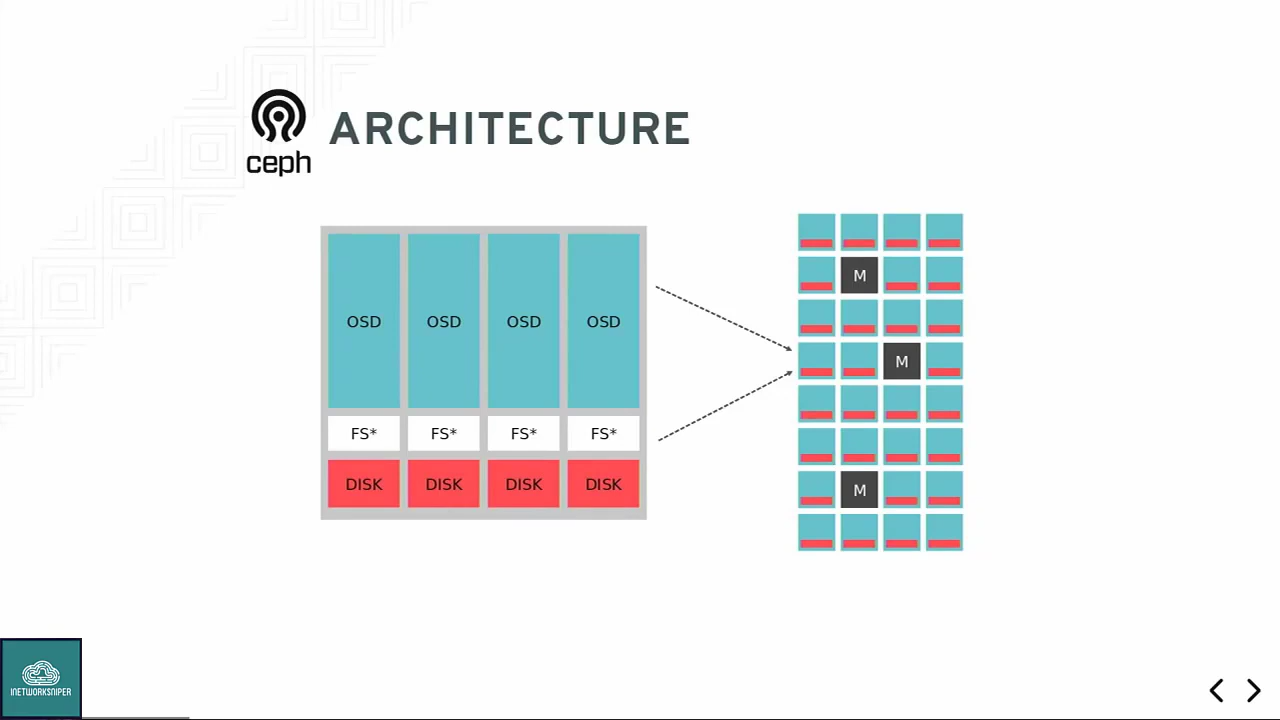 ceph
ARCHITECTURE
OSD OSD OSD OSD
FS* FS* FS* FS*
DISK DISK DISK DISK
M
M
M
INETWORKSNIPER